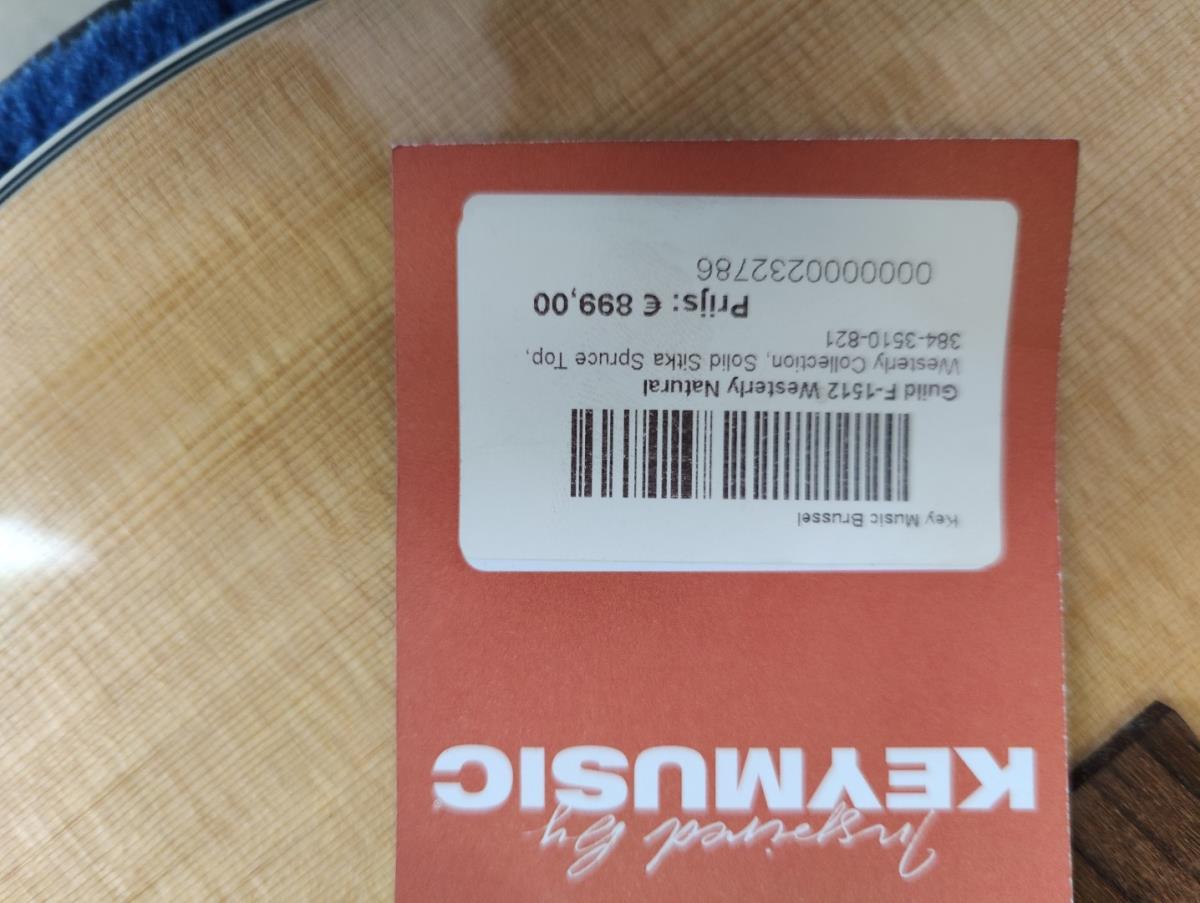 Inspired By
KEYMUSIC
Key Music Brussel
Guild F-1512 Westerly Natural
Westerly Collection, Solid Sitka Spruce Top,
384-3510-821
Prijs: € 899,00
0000000232786